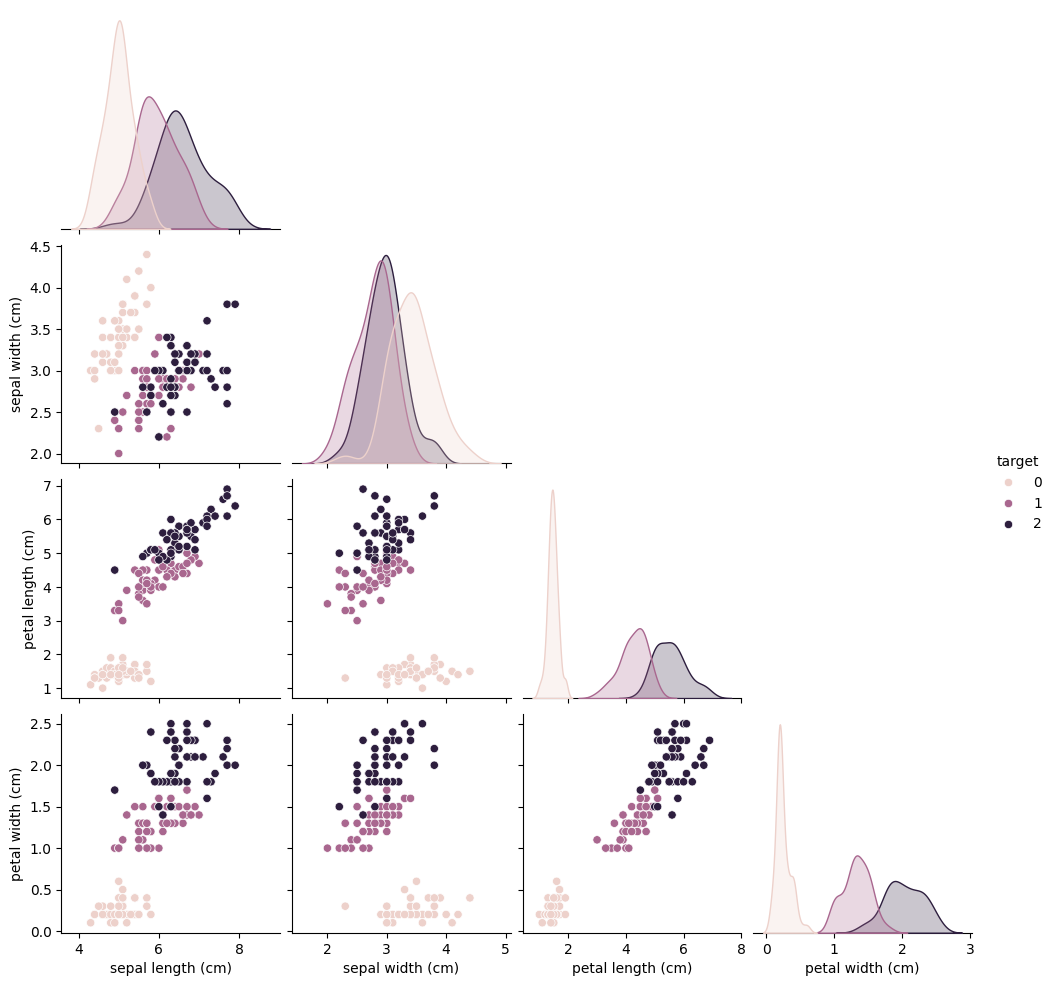 4
6
8
4.5
4.0
3.5
3.0
2.5
2.0
sepal width (cm)
7
6
5
4
3
2
1
petal length (cm)
target
0
1
2
2.5
2.0
1.5
1.0
0.5
0.0
petal width (cm)
4 6 8
2 3 4 5
2 4 6 8
0 1 2 3
sepal length (cm)
sepal width (cm)
petal length (cm)
petal width (cm)